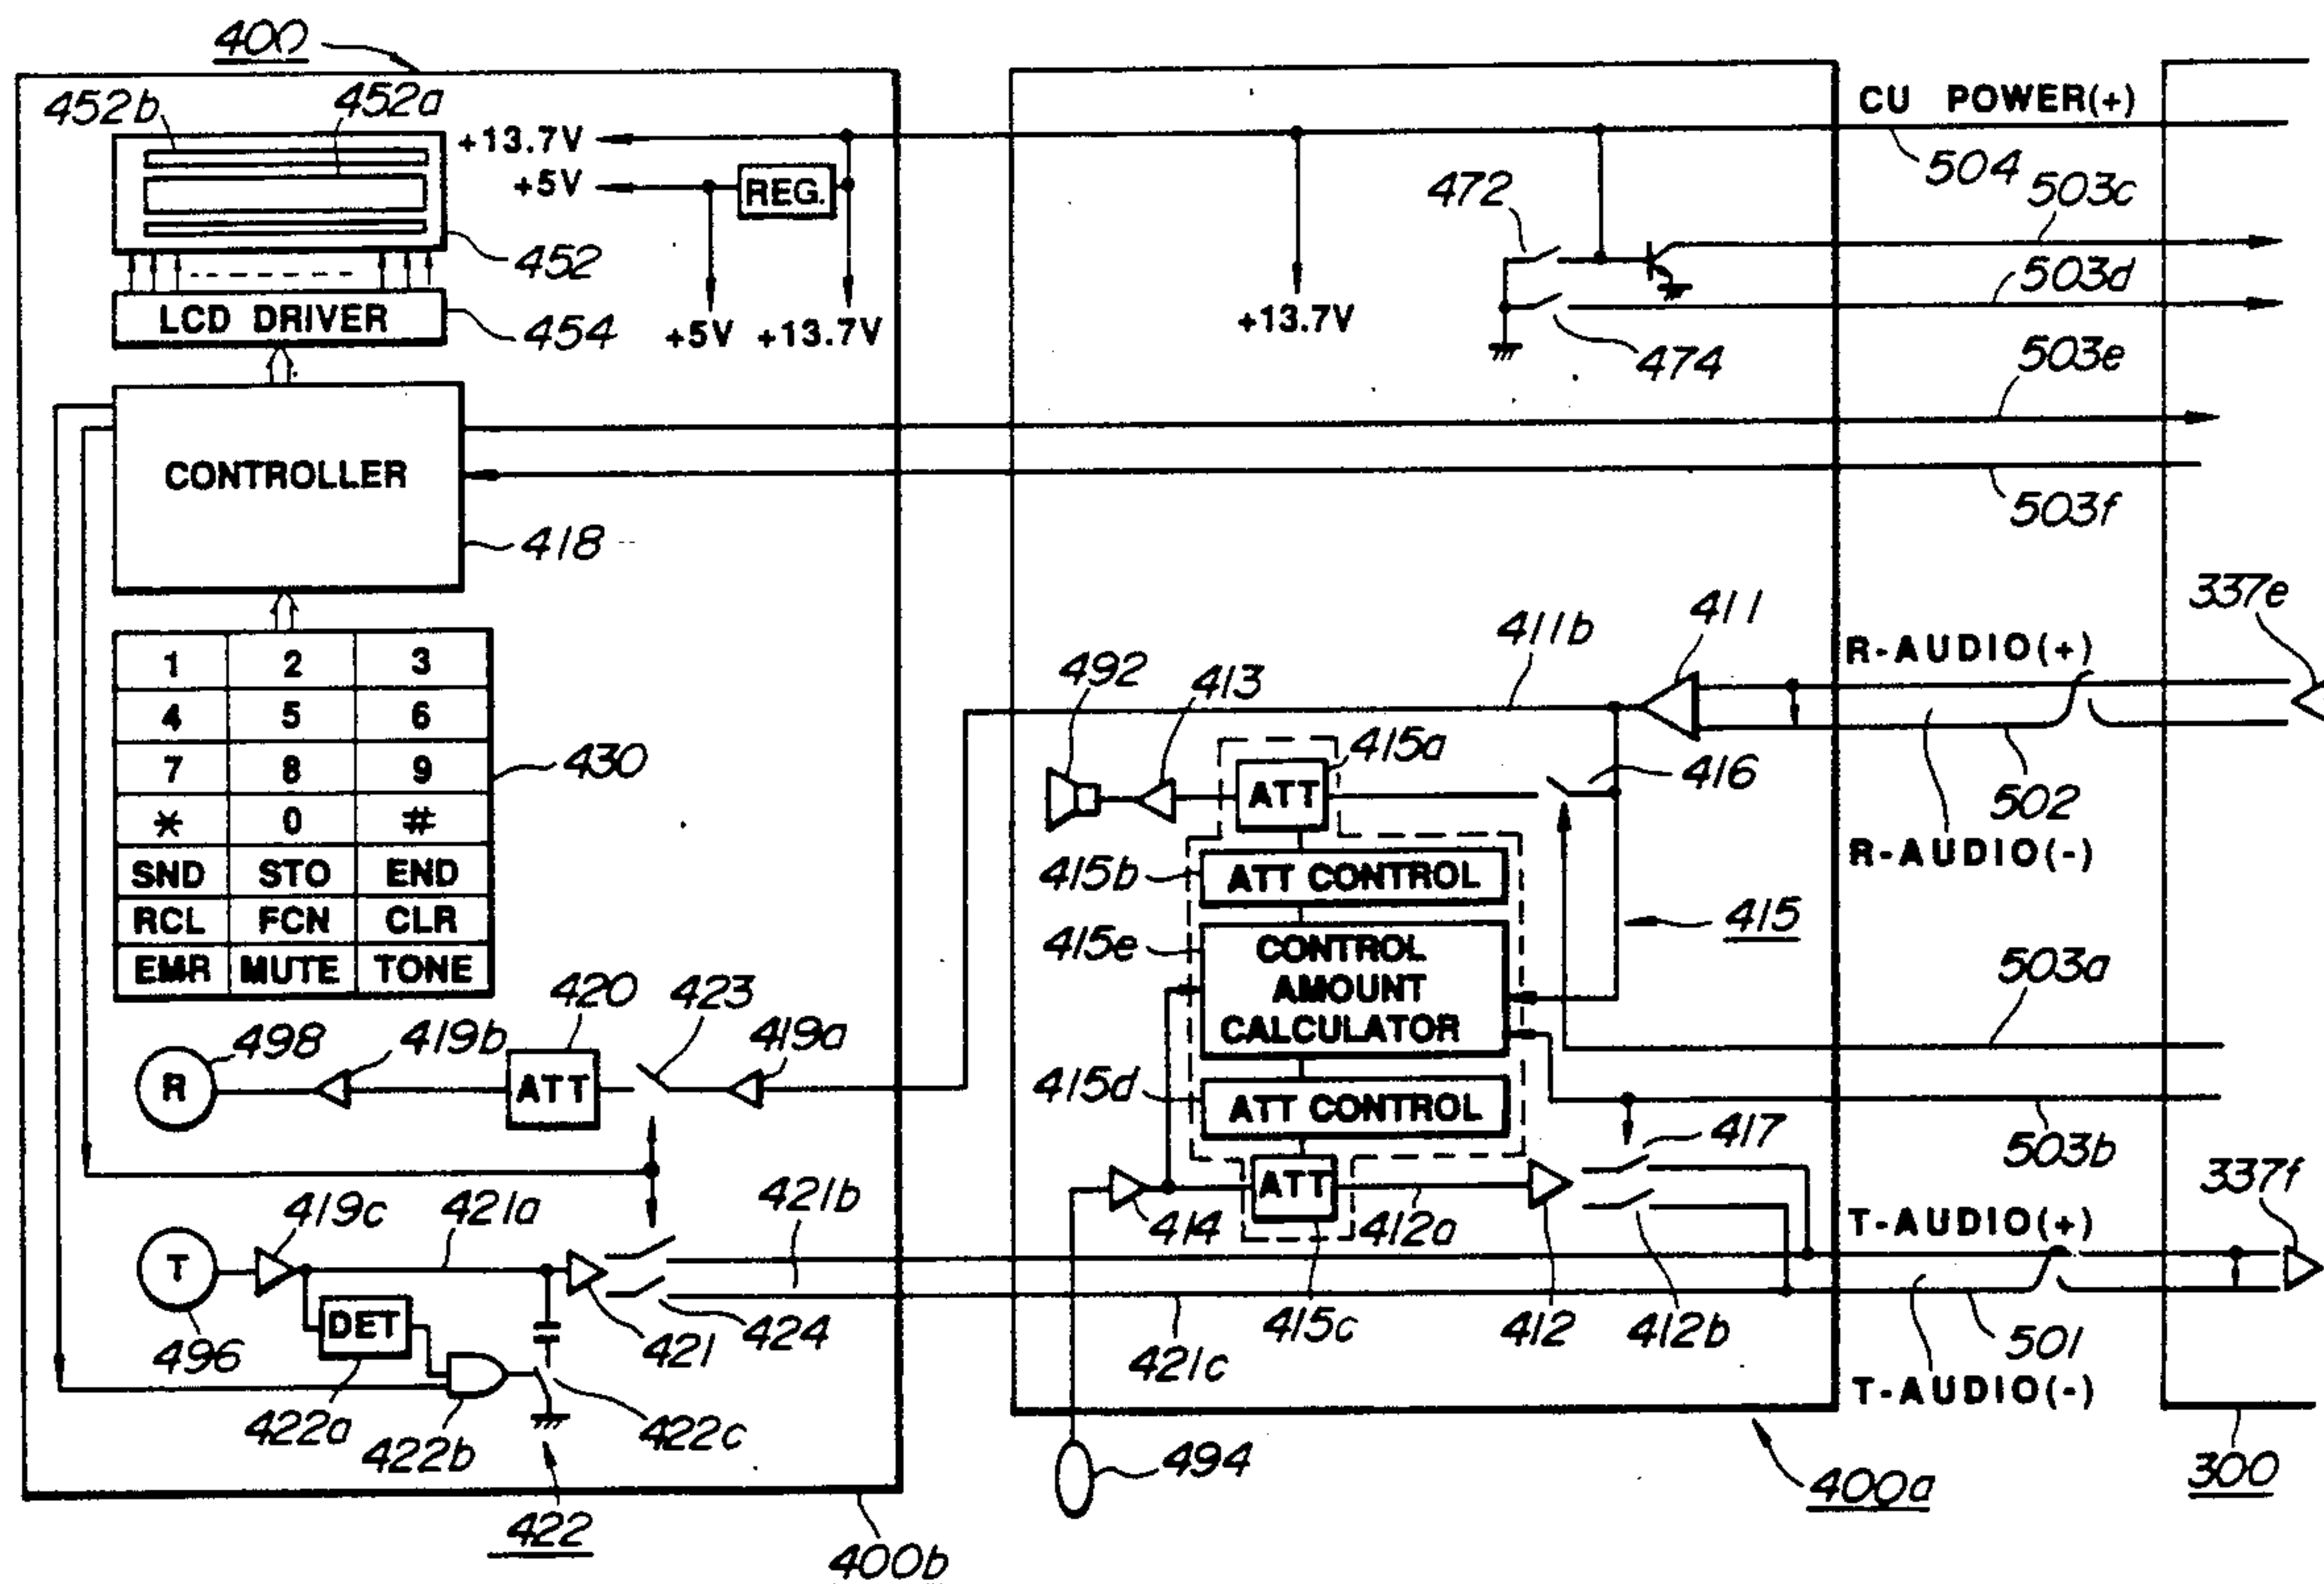 400
452b
452a
+13.7V
+5V
REG.
452
LCD DRIVER
454
+5V
+13.7V
CONTROLLER
418
1 2 3
4 5 6
7 8 9
* 0 #
SND STO END
RCL FCN CLR
EMR MUTE TONE
430
498
R
419b
420
ATT
423
419a
T
496
419c
421a
DET
422a
422b
422c
422
421
424
421b
400b
CU POWER(+)
504
503c
472
+13.7V
503d
474
503e
503f
337e
411
411b
R-AUDIO(+)
492
413
415a
ATT
416
502
R-AUDIO(-)
415b
ATT CONTROL
415
415e
CONTROL
AMOUNT
CALCULATOR
503a
415d
ATT CONTROL
417
503b
337f
414
ATT
412a
T-AUDIO(+)
415c
412
412b
421c
501
T-AUDIO(-)
494
400a
300